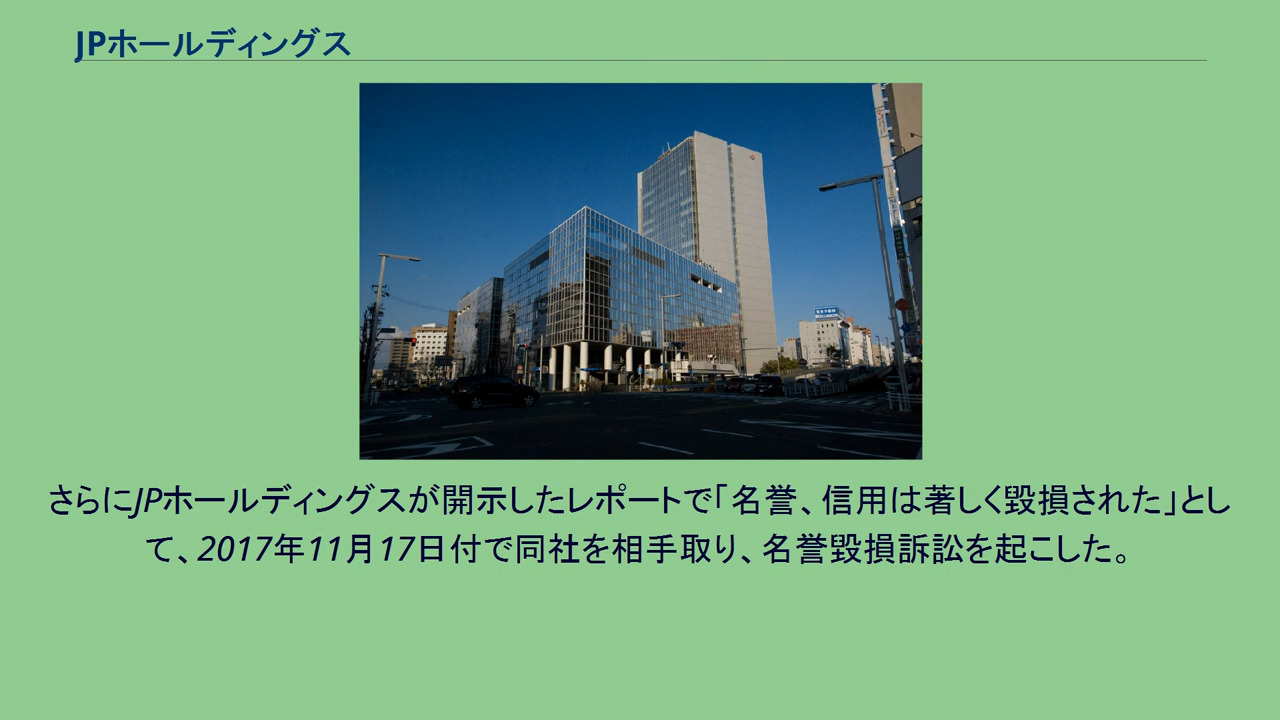 JPホールディングス
さらにJPホールディングスが開示したレポートで「名誉、信用は著しく毀損された」とし
て、2017年11月17日付で同社を相手取り、名誉毀損訴訟を起こした。